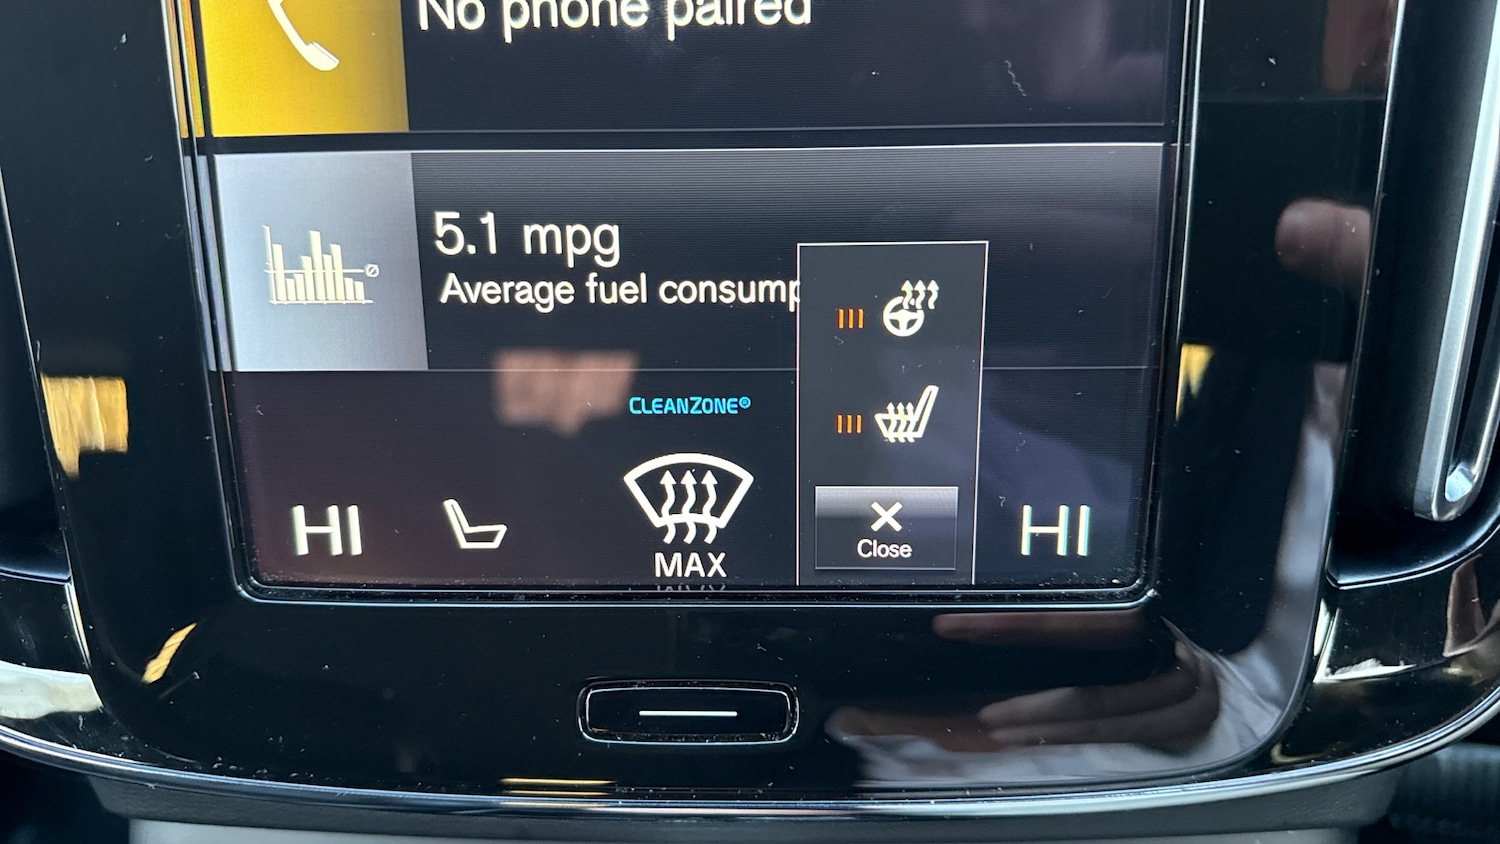 No phone paired
5.1 mpg
Average fuel consump
CLEANZONE®
HI
MAX
Close
HI